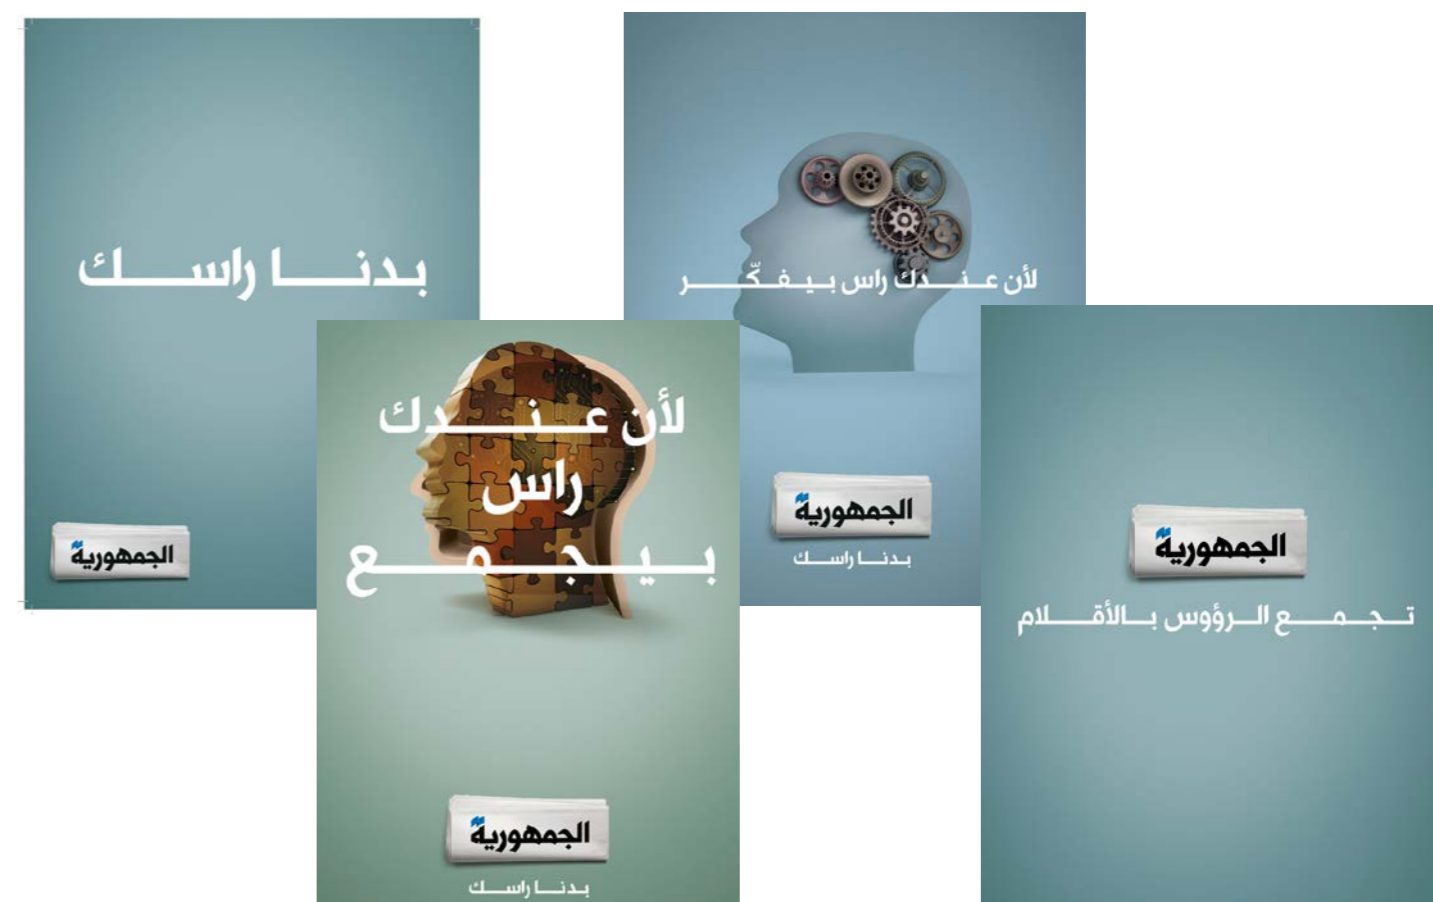 بدنا راسك
الجمهورية
لأن عندك
راس
بيجمع
الجمهورية
بدنا راسك
لأن عندك راس بيفكّر
الجمهورية
بدنا راسك
الجمهورية
تجمع الرؤوس بالأقلام